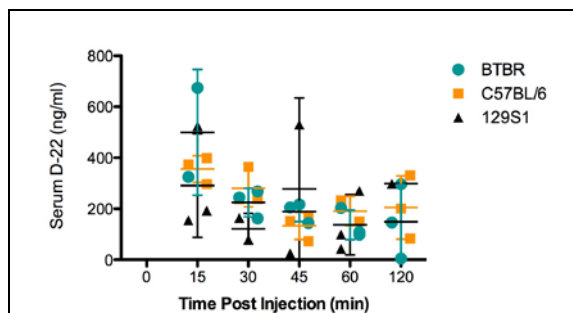 800
600
400
200
0
Serum D-22 (ng/ml)
0 15 30 45 60 120
Time Post Injection (min)
BTBR
C57BL/6
129S1